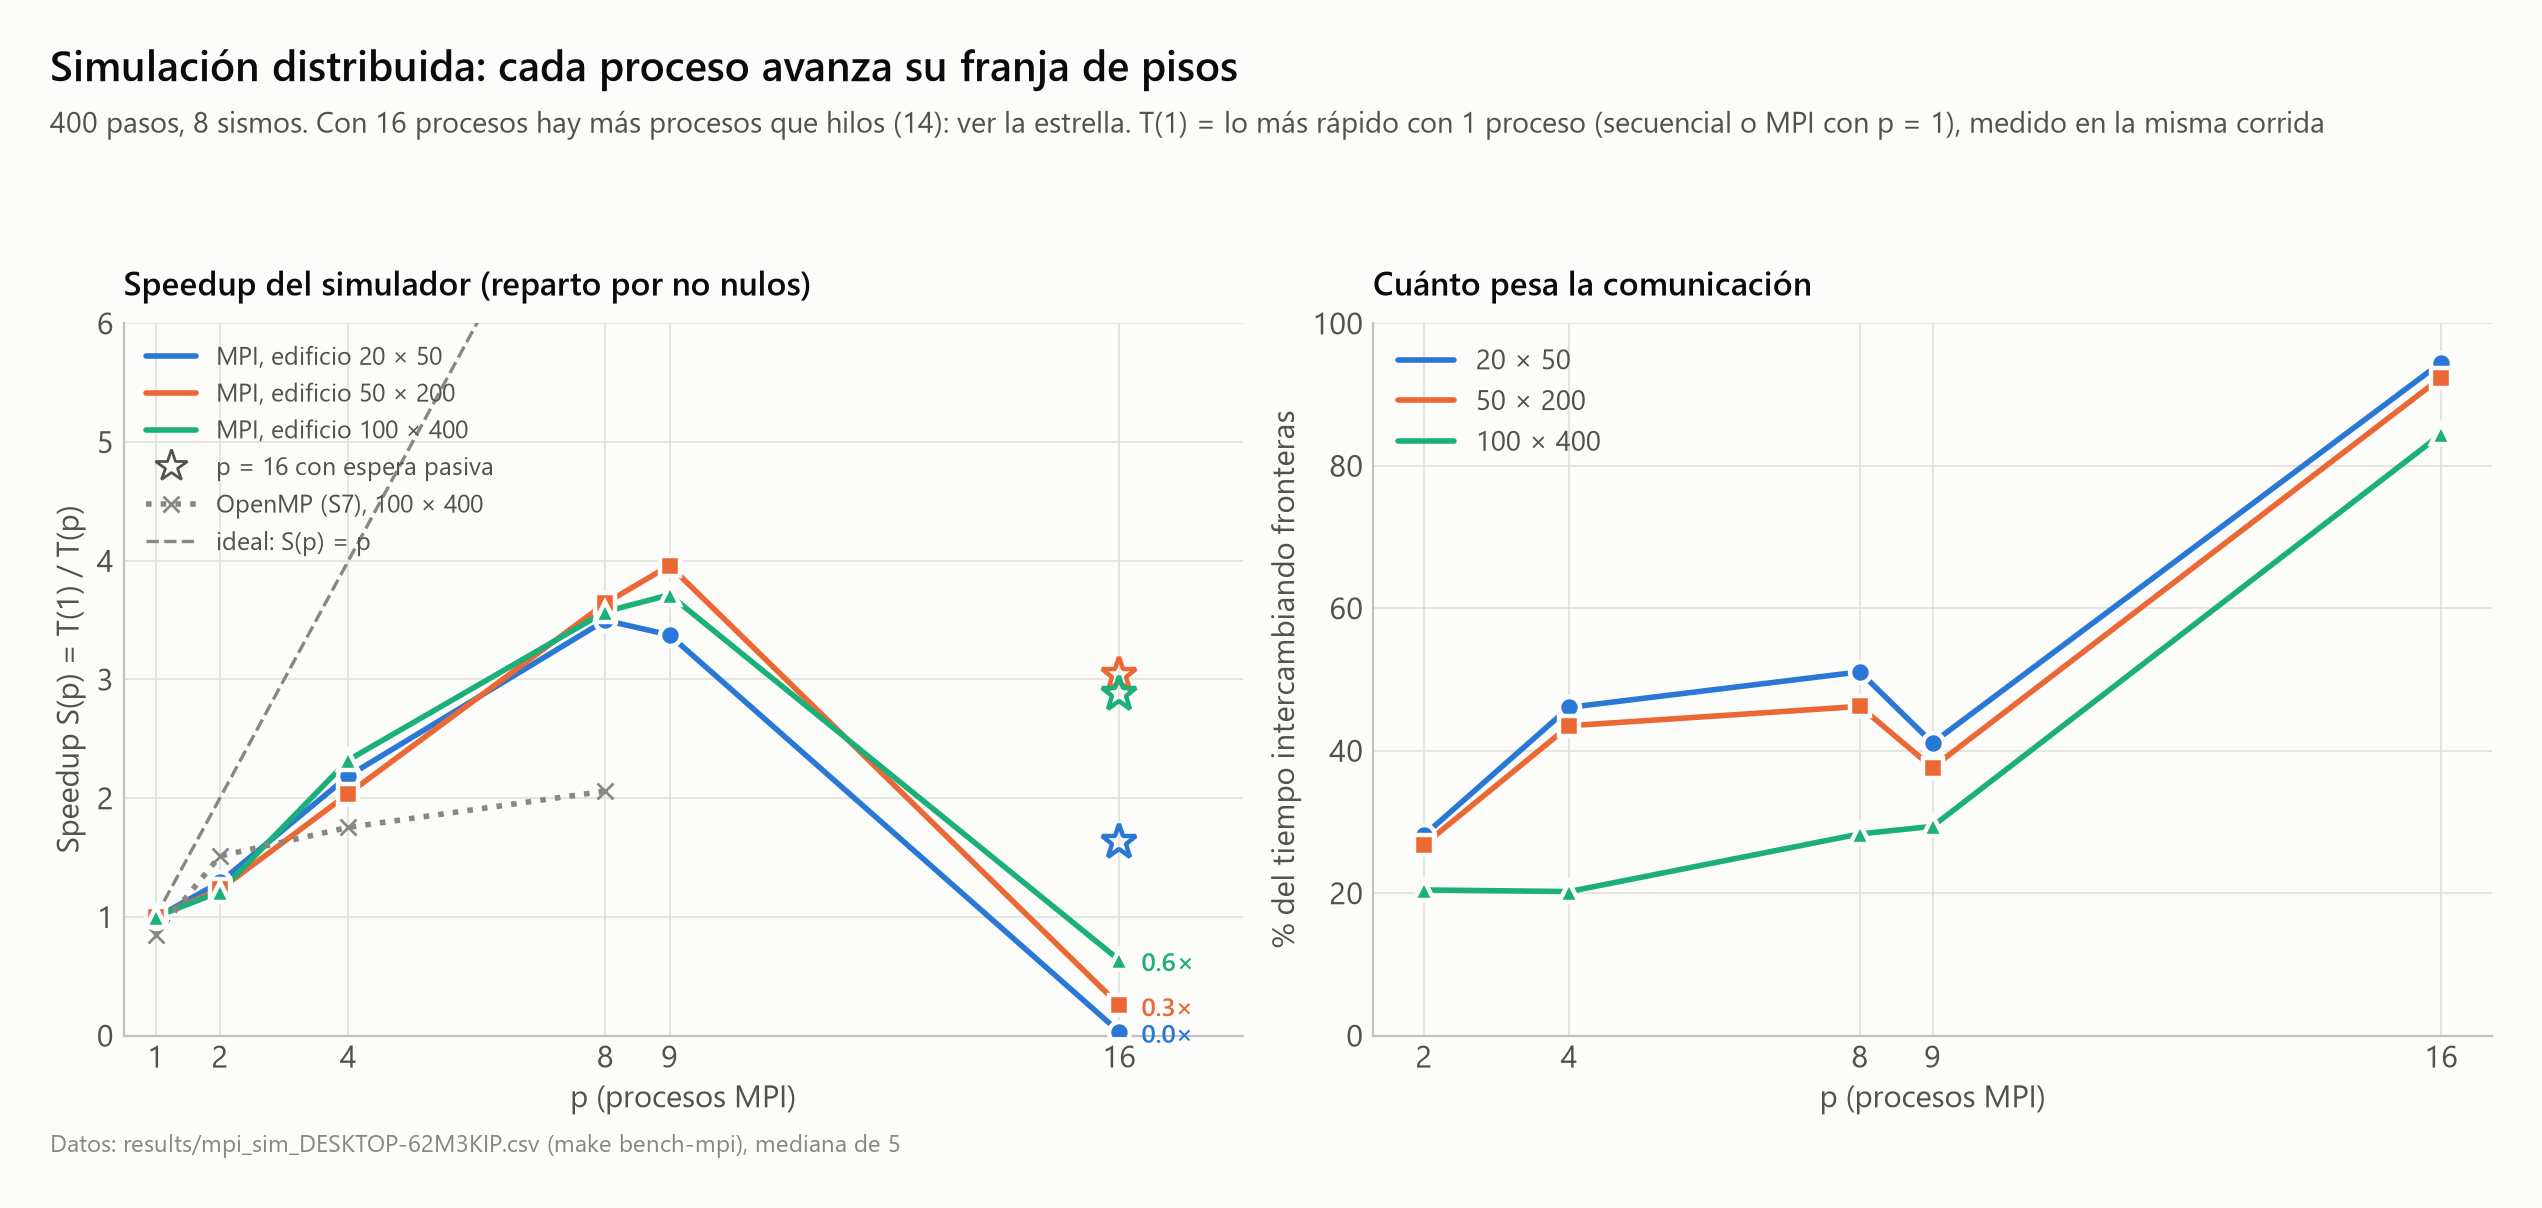 Simulación distribuida: cada proceso avanza su franja de pisos
400 pasos, 8 sismos. Con 16 procesos hay más procesos que hilos (14): ver la estrella. T(1) = lo más rápido con 1 proceso (secuencial o MPI con p = 1), medido en la misma corrida
Speedup del simulador (reparto por no nulos)
Speedup S(p) = T(1) / T(p)
6
5
4
3
2
1
0
MPI, edificio 20 × 50
MPI, edificio 50 × 200
MPI, edificio 100 × 400
p = 16 con espera pasiva
OpenMP (S7), 100 × 400
ideal: S(p) = p
0.6×
0.3×
0.0×
1 2 4 8 9 16
p (procesos MPI)
Cuánto pesa la comunicación
% del tiempo intercambiando fronteras
100
80
60
40
20
0
20 × 50
50 × 200
100 × 400
2 4 8 9 16
p (procesos MPI)
Datos: results/mpi_sim_DESKTOP-62M3KIP.csv (make bench-mpi), mediana de 5